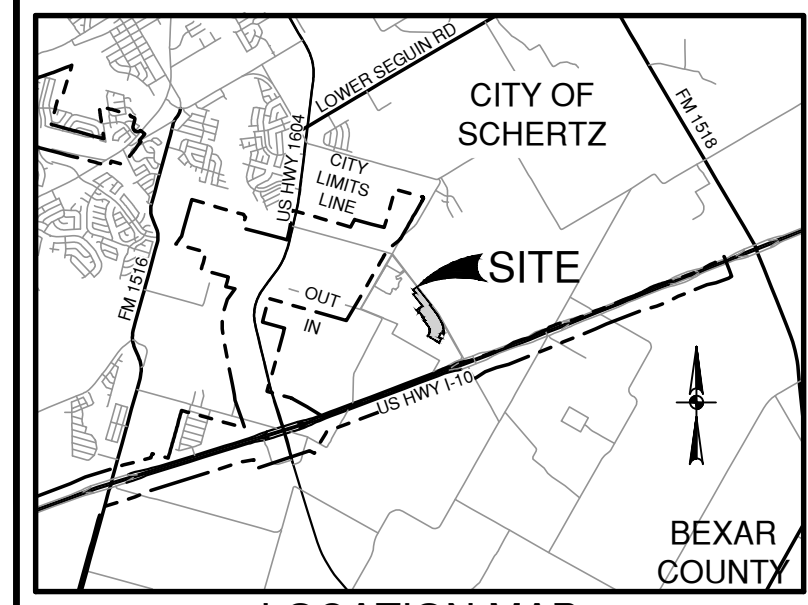 LOWER SEGUIN RD
CITY OF
SCHERTZ
FM 1518
US HWY 1604
CITY
LIMITS
LINE
FM 1516
SITE
OUT
IN
US HWY I-10
BEXAR
COUNTY
LOCATION MAP